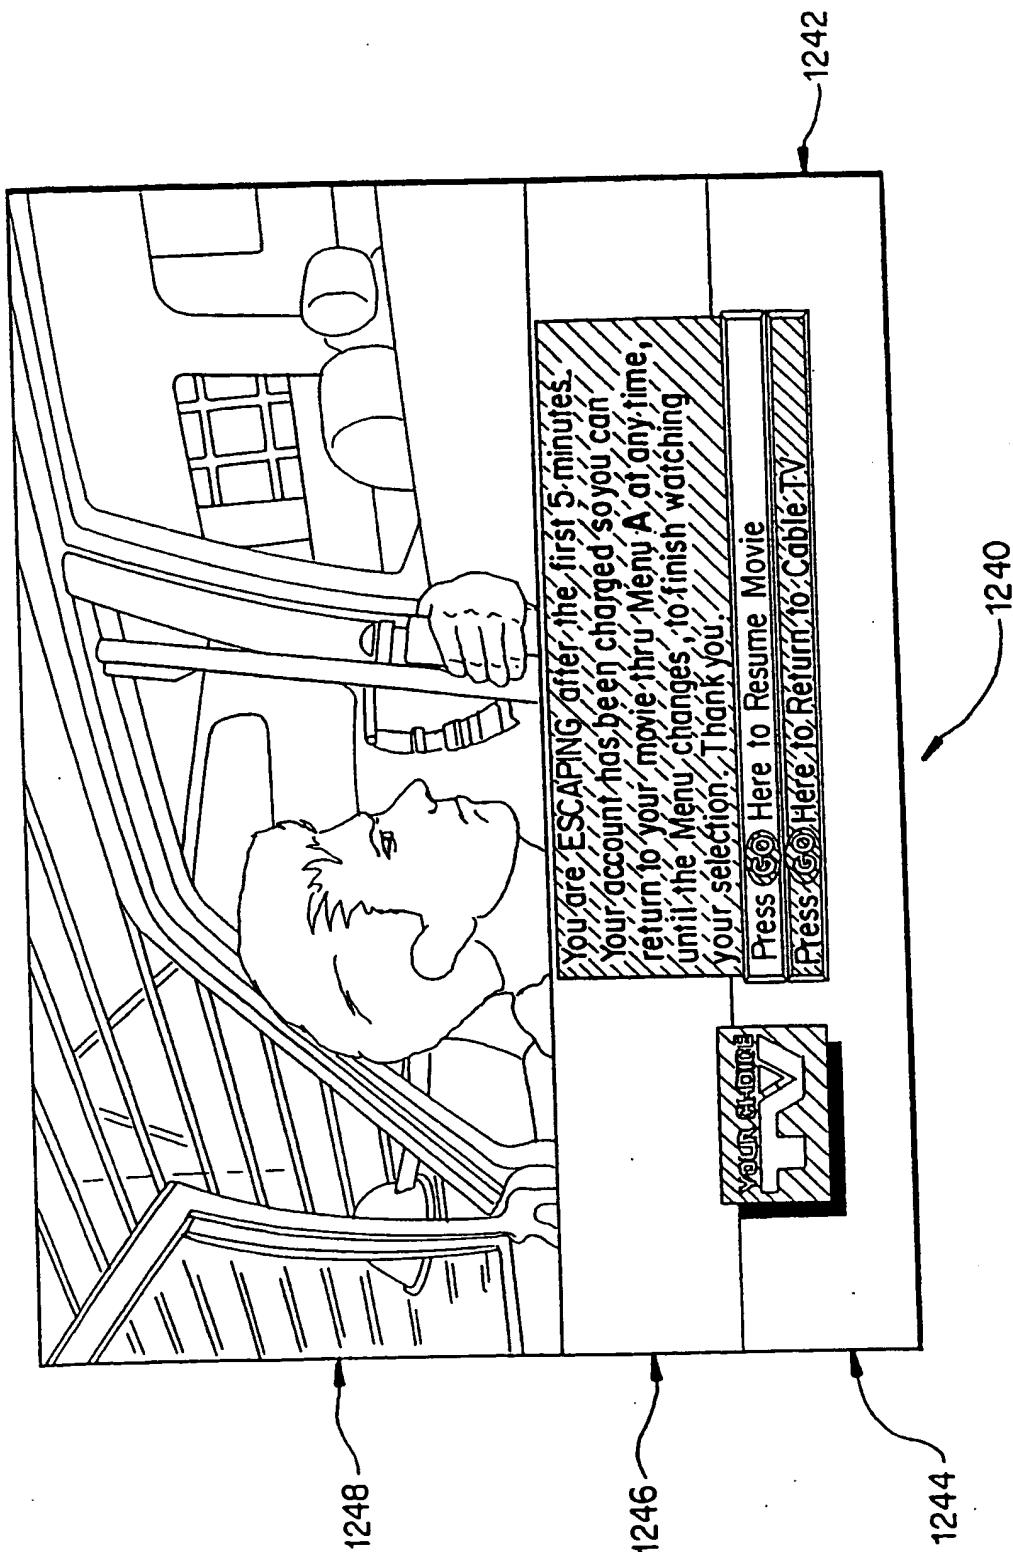 You are ESCAPING after the first 5 minutes.
Your account has been charged so you can
return to your movie thru Menu A at any time,
until the Menu changes, to finish watching
your selection. Thank you.
Press GO Here to Resume Movie
Press GO Here to Return to Cable TV
YOUR CHOICE
TV
1248
1246
1244
1242
1240